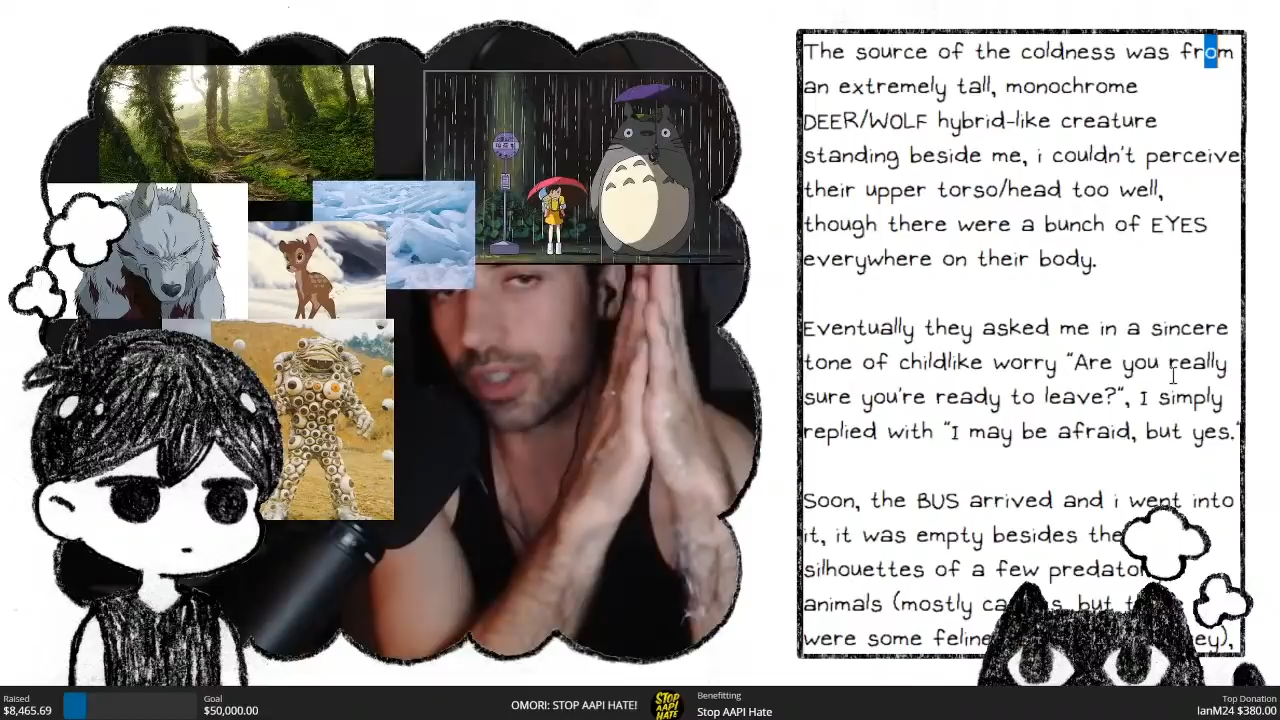 The source of the coldness was from
an extremely tall, monochrome
DEER/WOLF hybrid-like creature
standing beside me, i couldn't perceive
their upper torso/head too well,
though there were a bunch of EYES
everywhere on their body.
Eventually they asked me in a sincere
tone of childlike worry "Are you really
sure you're ready to leave?", I simply
replied with "I may be afraid, but yes."
Soon, the BUS arrived and i went into
it, it was empty besides the
silhouettes of a few predator
animals (mostly
were some feline
Raised
$8,465.69
Goal
$50,000.00
OMORI: STOP AAPI HATE!
STOP
AAPI
HATE
Benefitting
Stop AAPI Hate
Top Donation
IanM24 $380.00